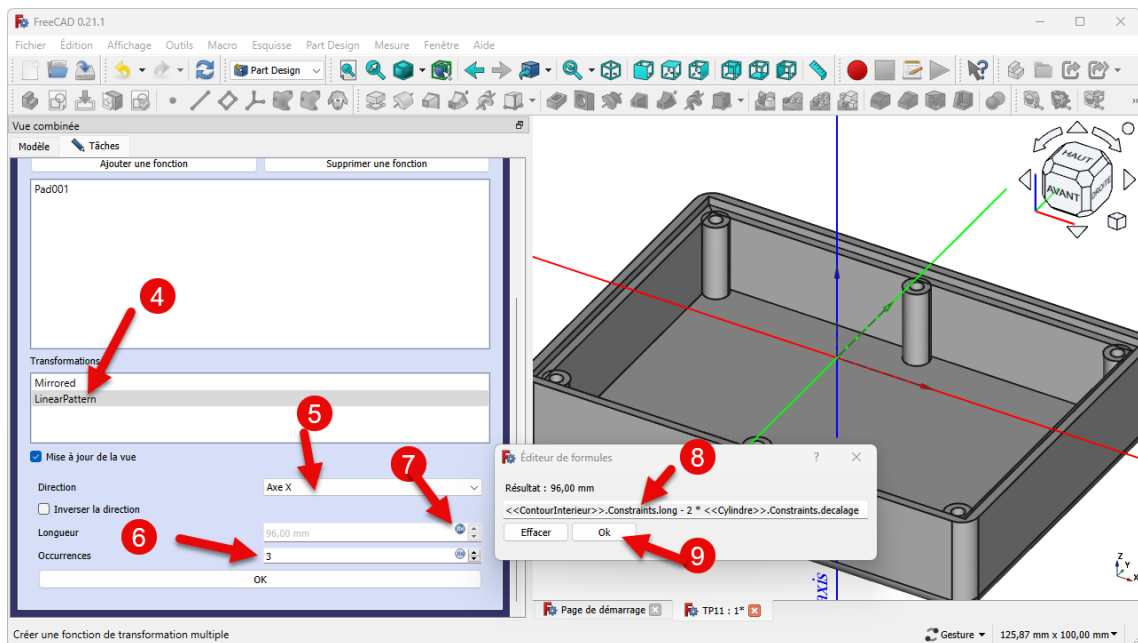 FreeCAD 0.21.1
Fichier Édition Affichage Outils Macro Esquisse Part Design Mesure Fenêtre Aide
Part Design
Vue combinée
Modèle Tâches
Ajouter une fonction Supprimer une fonction
Pad001
4
Transformations
Mirrored
LinearPattern
5
Mise à jour de la vue
7
Direction Axe X
Inverser la direction
Longueur 96,00 mm
6
Occurrences 3
OK
HAUT
AVANT
DROITE
Éditeur de formules ?
8
Résultat : 96,00 mm
<<ContourInterieur>>.Constraints.long - 2 * <<Cylindre>>.Constraints.decalage
Effacer Ok
9
axis
Z
Y
X
Page de démarrage TP11 : 1*
Créer une fonction de transformation multiple
Gesture 125,87 mm x 100,00 mm